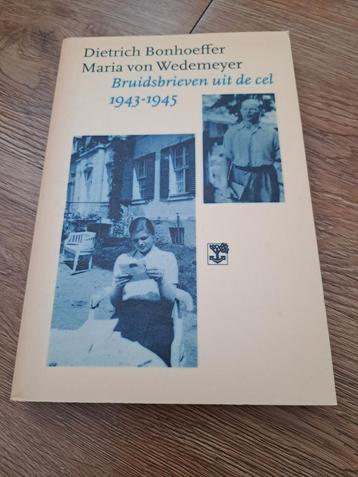 Dietrich Bonhoeffer
Maria von Wedemeyer
Bruidsbrieven uit de cel
1943-1945